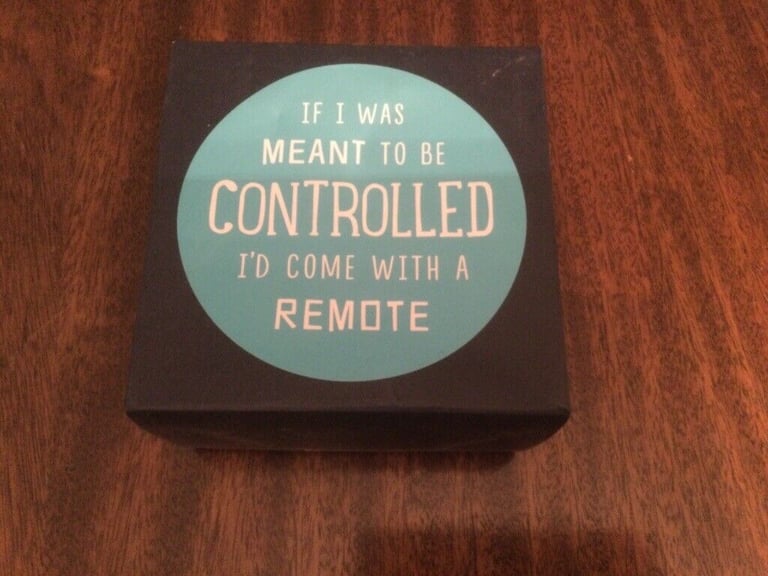 IF I WAS
MEANT TO BE
CONTROLLED
I'D COME WITH A
REMOTE